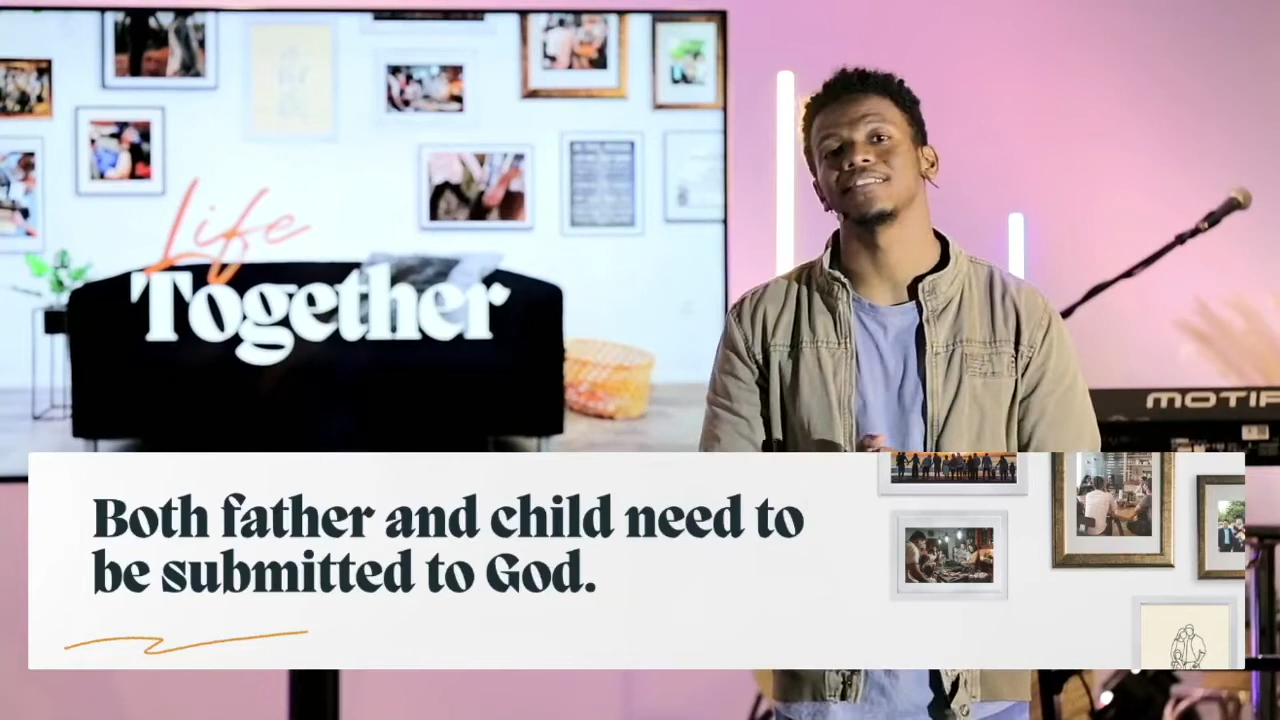 Life
Together
MOTIF
Both father and child need to
be submitted to God.